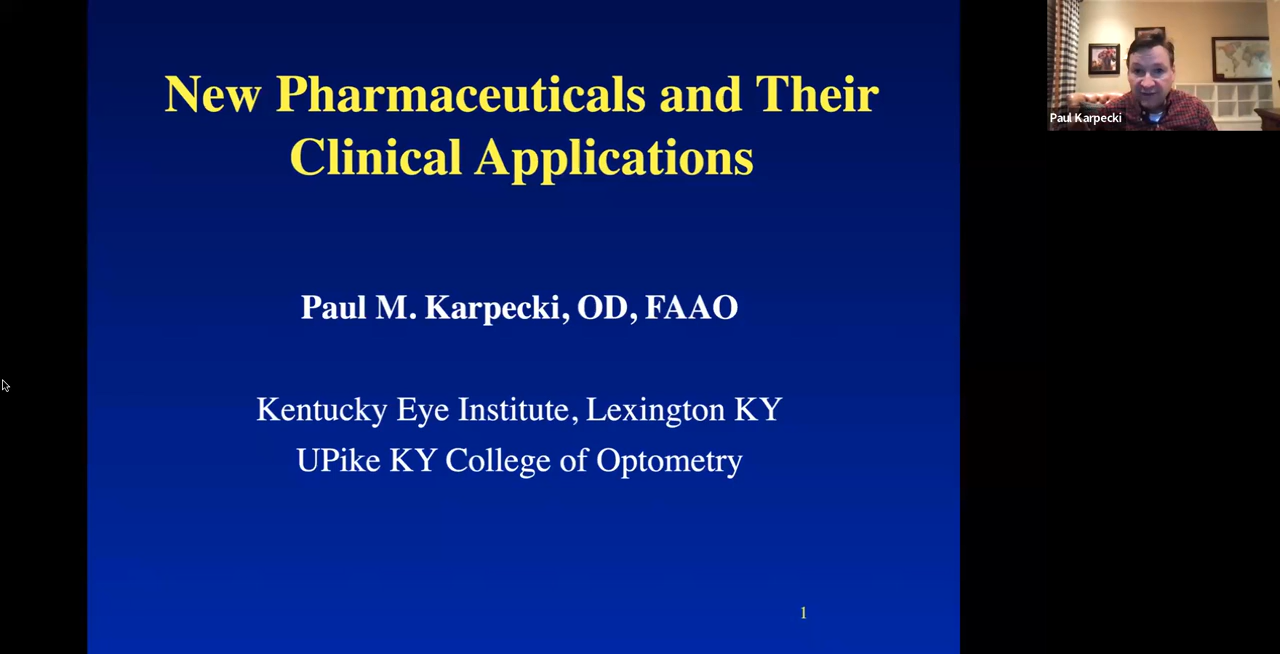 New Pharmaceuticals and Their
Clinical Applications
Paul M. Karpecki, OD, FAAO
Kentucky Eye Institute, Lexington KY
UPike KY College of Optometry
1
Paul Karpecki